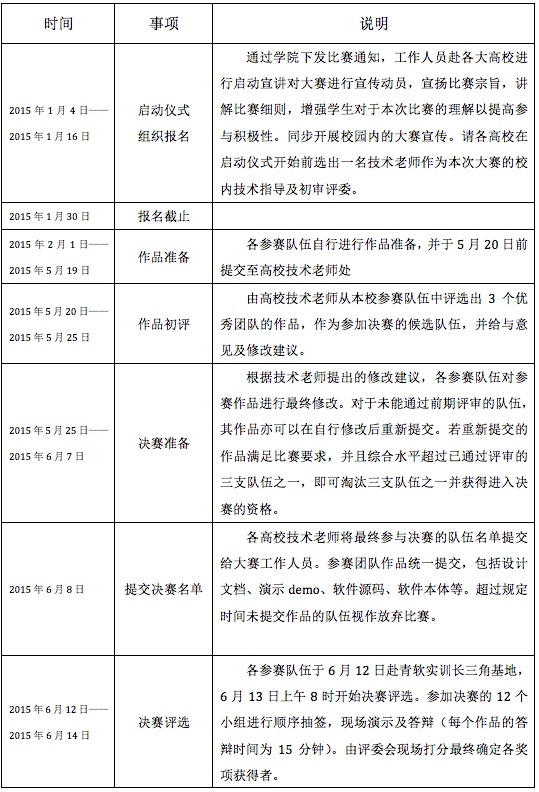 时间 事项 说明
2015 年 1 月 4 日——
2015 年 1 月 16 日
启动仪式
组织报名
通过学院下发比赛通知，工作人员赴各大高校进
行启动宣讲对大赛进行宣传动员，宣扬比赛宗旨，讲
解比赛细则，增强学生对于本次比赛的理解以提高参
与积极性。同步开展校园内的大赛宣传。请各高校在
启动仪式开始前选出一名技术老师作为本次大赛的校
内技术指导及初审评委。
2015 年 1 月 30 日 报名截止
2015 年 2 月 1 日——
2015 年 5 月 19 日
作品准备
各参赛队伍自行进行作品准备，并于 5 月 20 日前
提交至高校技术老师处
2015 年 5 月 20 日——
2015 年 5 月 25 日
作品初评
由高校技术老师从本校参赛队伍中评选出 3 个优
秀团队的作品，作为参加决赛的候选队伍，并给与意
见及修改建议。
2015 年 5 月 25 日——
2015 年 6 月 7 日
决赛准备
根据技术老师提出的修改建议，各参赛队伍对参
赛作品进行最终修改。对于未能通过前期评审的队伍，
其作品亦可以在自行修改后重新提交。若重新提交的
作品满足比赛要求，并且综合水平超过已通过评审的
三支队伍之一，即可淘汰三支队伍之一并获得进入决
赛的资格。
2015 年 6 月 8 日
提交决赛名单
各高校技术老师将最终参与决赛的队伍名单提交
给大赛工作人员。参赛团队作品统一提交，包括设计
文档、演示 demo、软件源码、软件本体等。超过规定
时间未提交作品的队伍视作放弃比赛。
2015 年 6 月 12 日——
2015 年 6 月 14 日
决赛评选
各参赛队伍于 6 月 12 日赴青软实训长三角基地，
6 月 13 日上午 8 时开始决赛评选。参加决赛的 12 个
小组进行顺序抽签，现场演示及答辩（每个作品的答
辩时间为 15 分钟）。由评委会现场打分最终确定各奖
项获得者。